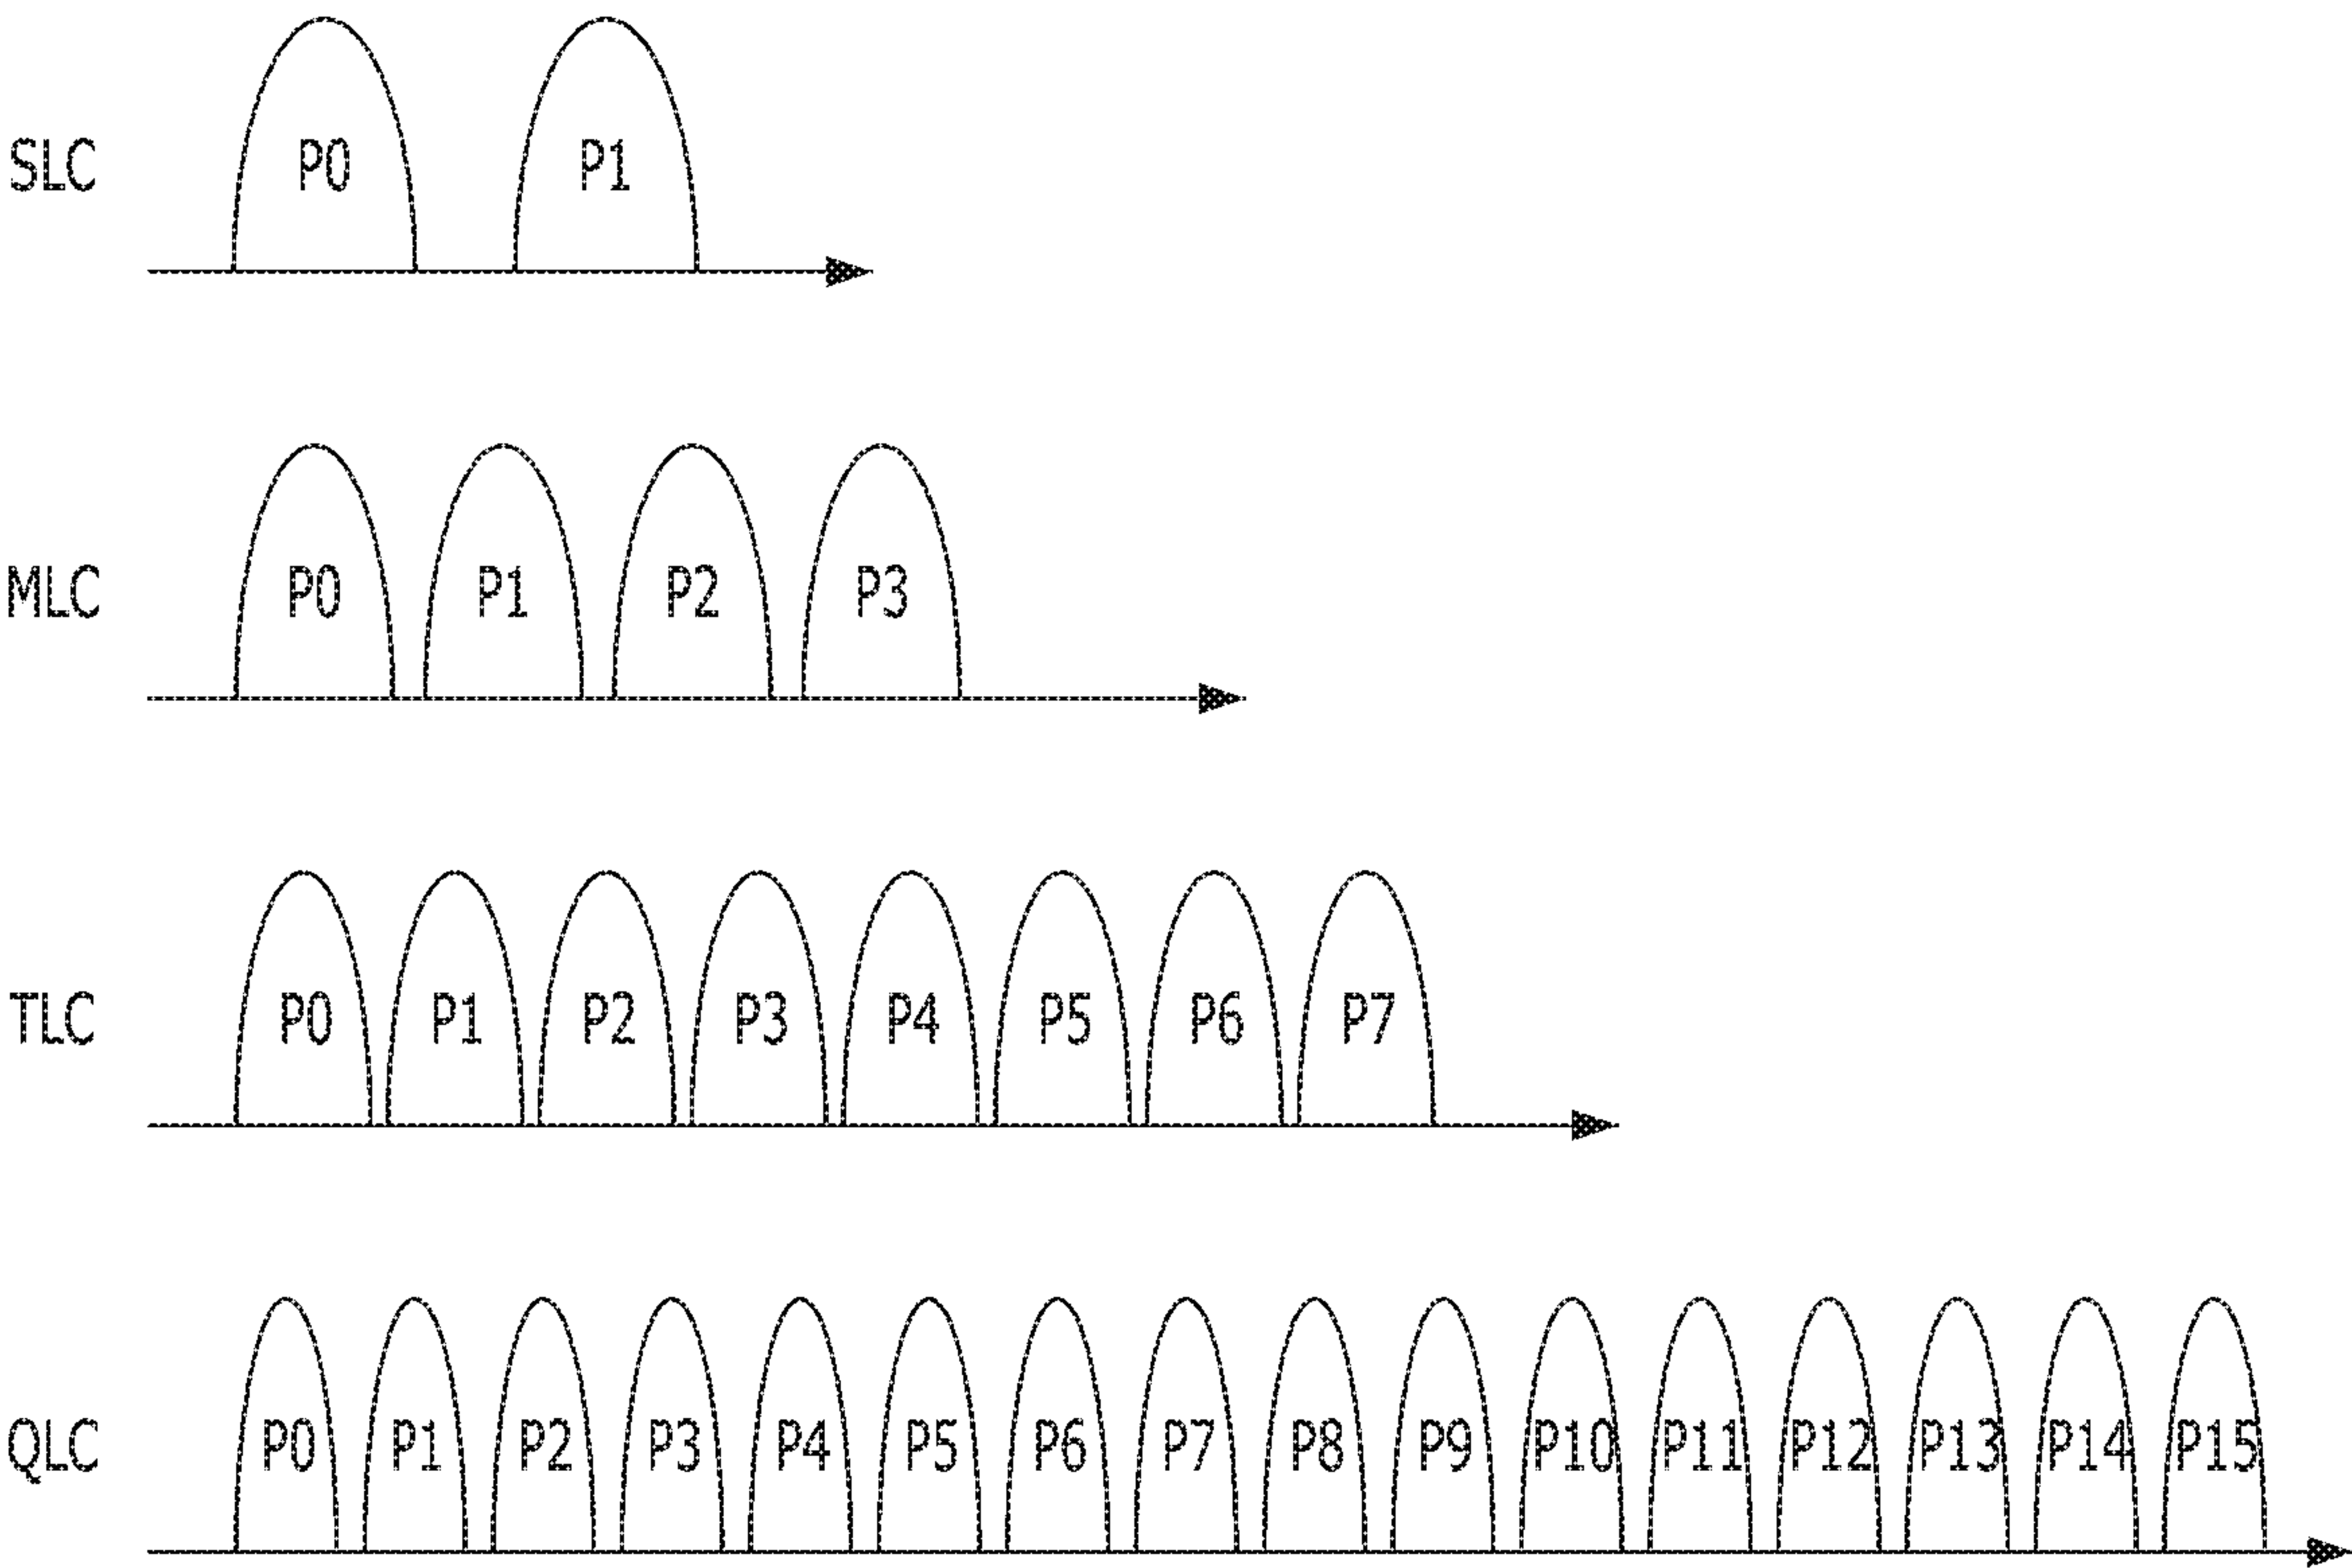 SLC P0 P1
MLC P0 P1 P2 P3
TLC P0 P1 P2 P3 P4 P5 P6 P7
QLC P0 P1 P2 P3 P4 P5 P6 P7 P8 P9 P10 P11 P12 P13 P14 P15